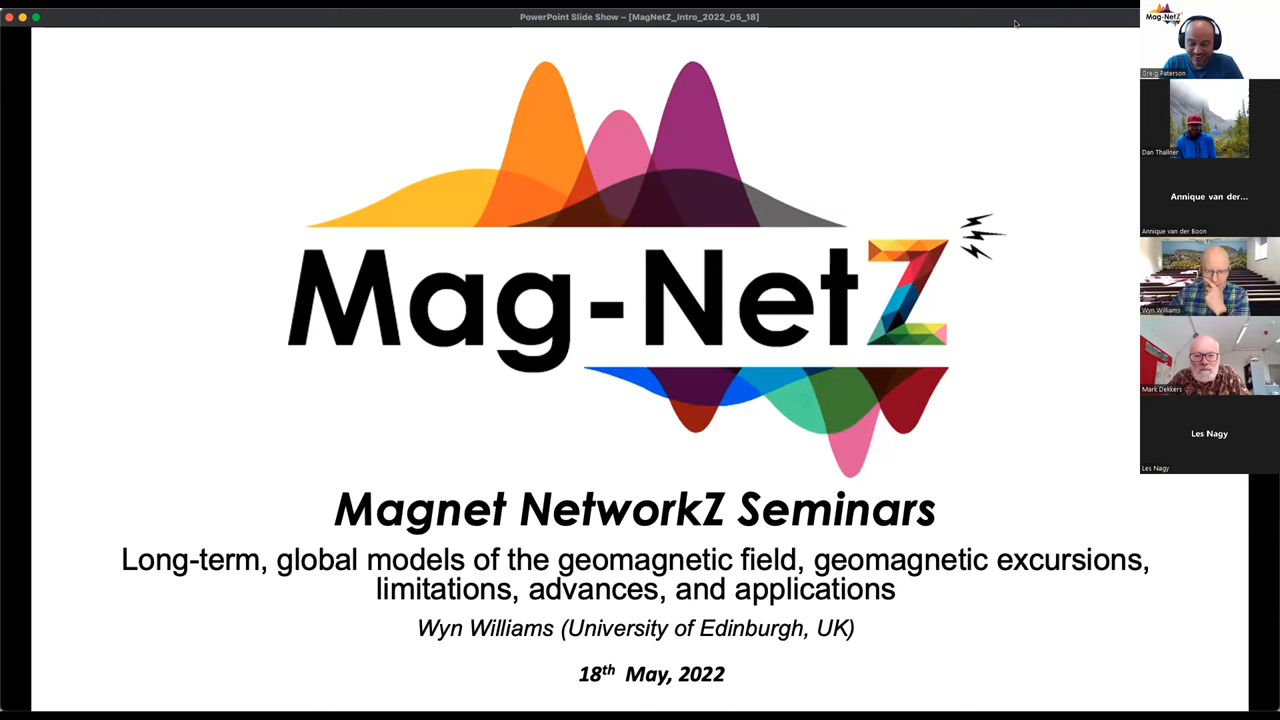 PowerPoint Slide Show – [MagNetZ_Intro_2022_05_18]
Mag-NetZ
Magnet NetworkZ Seminars
Long-term, global models of the geomagnetic field, geomagnetic excursions,
limitations, advances, and applications
Wyn Williams (University of Edinburgh, UK)
18th May, 2022
Mag-NetZ
Greig Paterson
Dan Thallner
Annique van der...
Annique van der Boon
Wyn Williams
Mark Dekkers
Les Nagy
Les Nagy